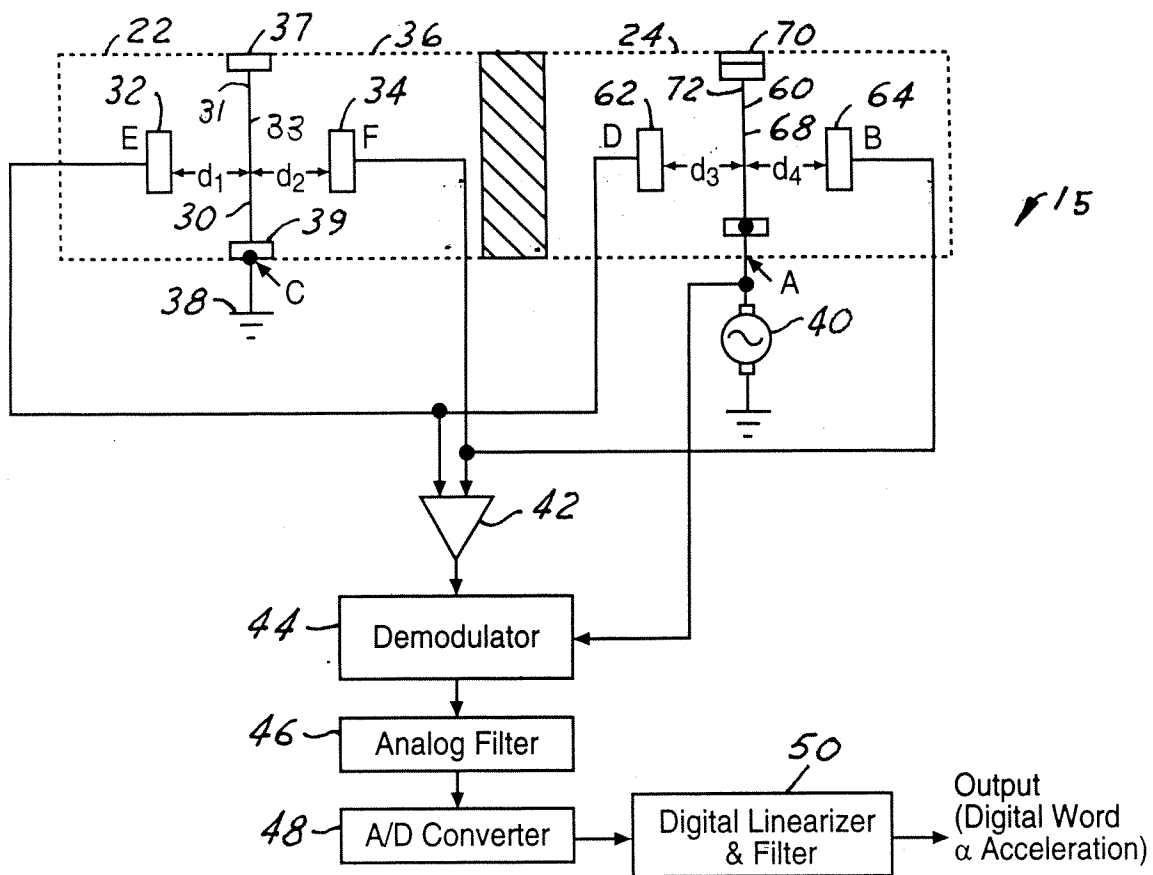 22
37
36
24
70
32
31
33
34
62
72
60
64
68
E
F
D
B
d1
d2
d3
d4
30
39
15
C
A
38
40
42
44
Demodulator
46
Analog Filter
50
48
A/D Converter
Digital Linearizer
& Filter
Output
(Digital Word
α Acceleration)